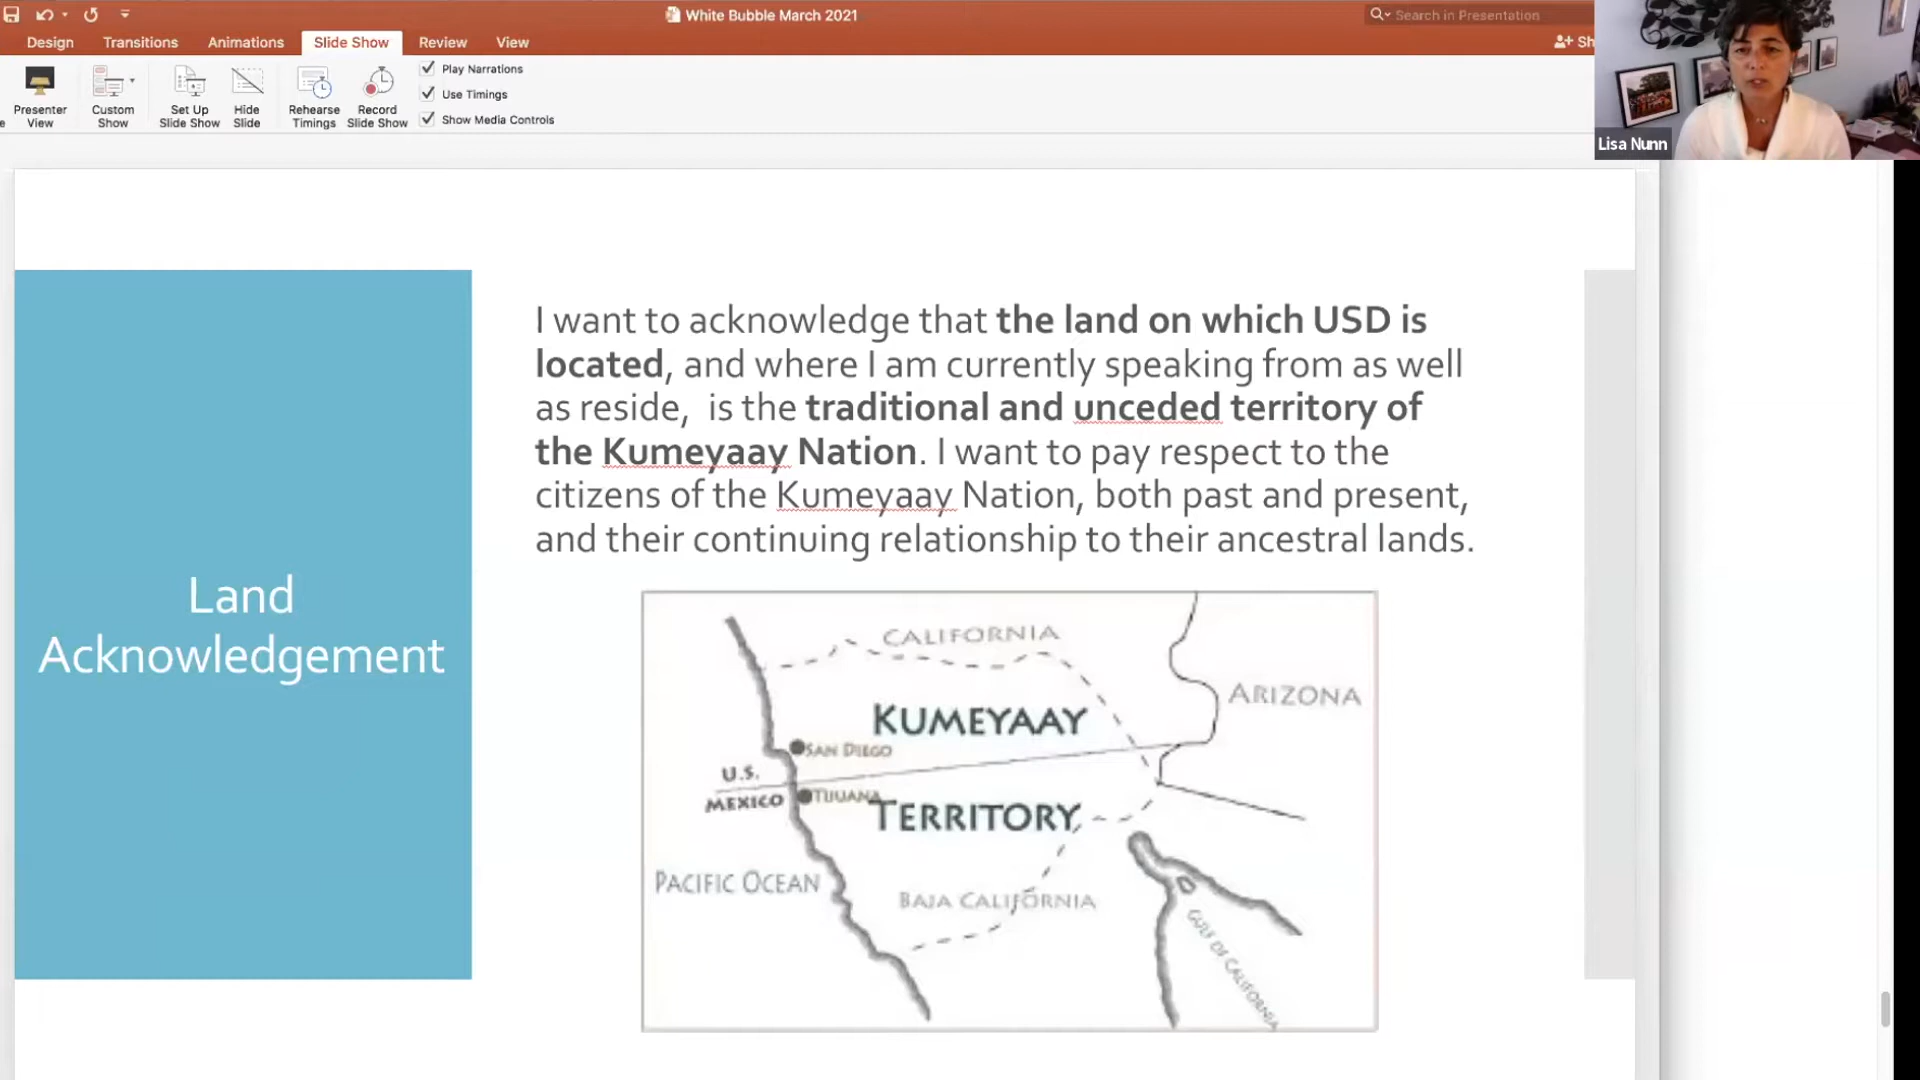 White Bubble March 2021
Search in Presentation
Design Transitions Animations Slide Show Review View
Presenter View
Custom Show
Set Up Slide Show
Hide Slide
Rehearse Timings
Record Slide Show
Play Narrations
Use Timings
Show Media Controls
Lisa Nunn
Land
Acknowledgement
I want to acknowledge that the land on which USD is
located, and where I am currently speaking from as well
as reside, is the traditional and unceded territory of
the Kumeyaay Nation. I want to pay respect to the
citizens of the Kumeyaay Nation, both past and present,
and their continuing relationship to their ancestral lands.
CALIFORNIA
ARIZONA
KUMEYAAY
SAN DIEGO
U.S.
MEXICO
TIJUANA
TERRITORY
PACIFIC OCEAN
BAJA CALIFORNIA
GULF OF CALIFORNIA